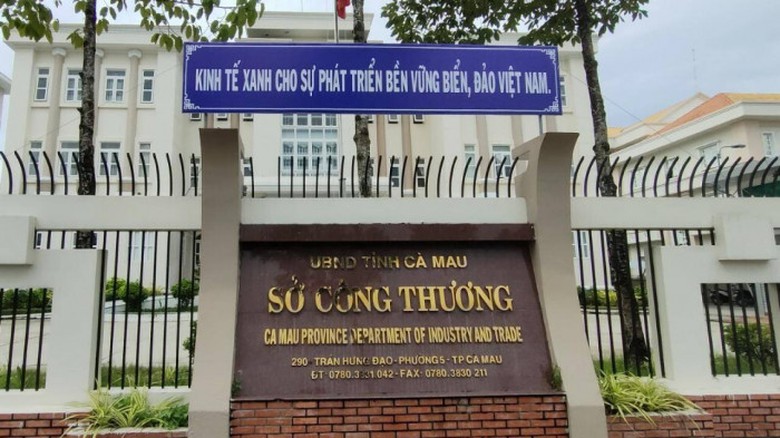 KINH TẾ XANH CHO SỰ PHÁT TRIỂN BỀN VỮNG BIỂN, ĐẢO VIỆT NAM.
UBND TỈNH CÀ MAU
SỞ CÔNG THƯƠNG
CA MAU PROVINCE DEPARTMENT OF INDUSTRY AND TRADE
290 - TRẦN HƯNG ĐẠO - PHƯỜNG 5 - TP CÀ MAU
ĐT: 0780.3831.042 - FAX: 0780.3830 211